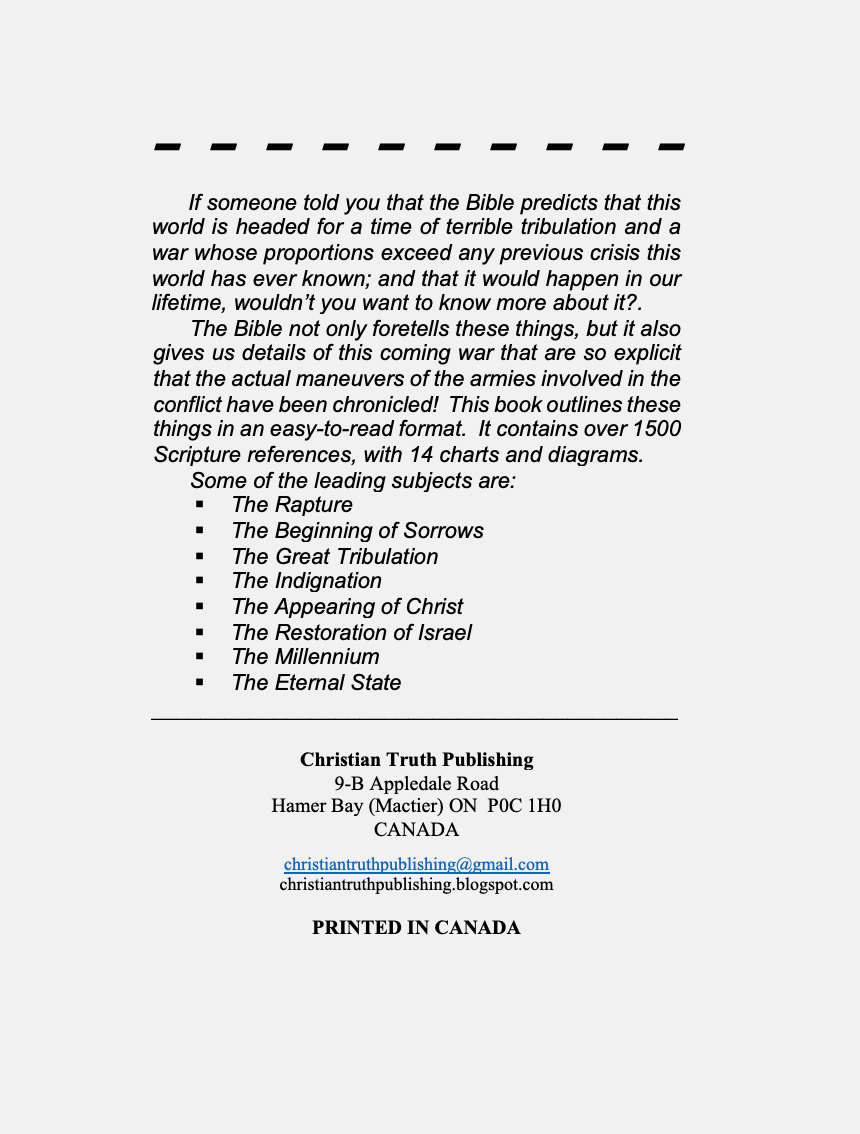 If someone told you that the Bible predicts that this
world is headed for a time of terrible tribulation and a
war whose proportions exceed any previous crisis this
world has ever known; and that it would happen in our
lifetime, wouldn’t you want to know more about it?.
The Bible not only foretells these things, but it also
gives us details of this coming war that are so explicit
that the actual maneuvers of the armies involved in the
conflict have been chronicled!  This book outlines these
things in an easy-to-read format.  It contains over 1500
Scripture references, with 14 charts and diagrams.
Some of the leading subjects are:
▪ The Rapture
▪ The Beginning of Sorrows
▪ The Great Tribulation
▪ The Indignation
▪ The Appearing of Christ
▪ The Restoration of Israel
▪ The Millennium
▪ The Eternal State
Christian Truth Publishing
9-B Appledale Road
Hamer Bay (Mactier) ON  P0C 1H0
CANADA
christiantruthpublishing@gmail.com
christiantruthpublishing.blogspot.com
PRINTED IN CANADA